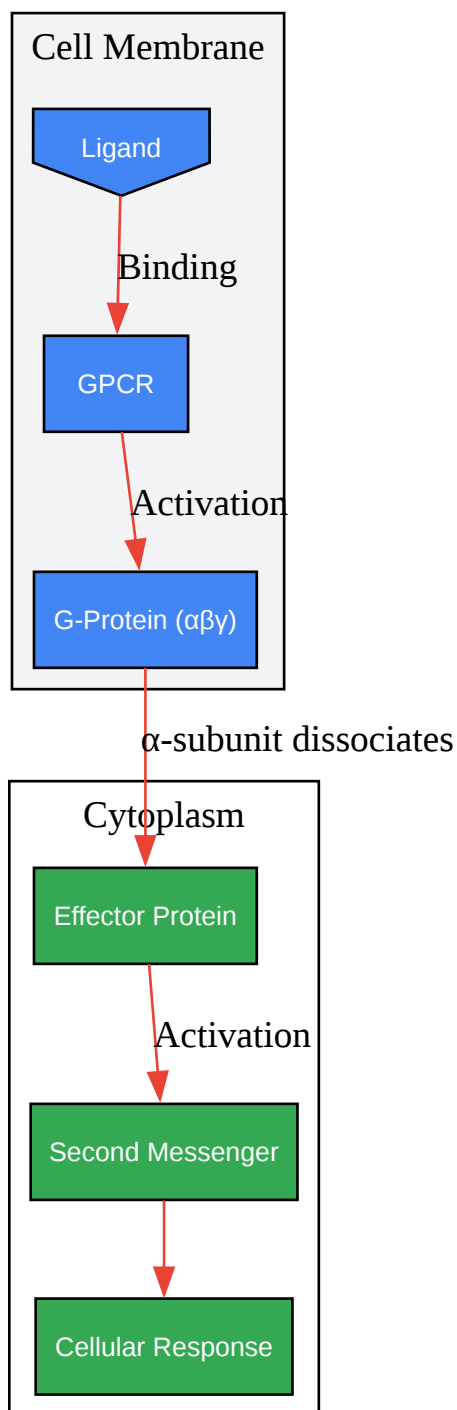 Cell Membrane
Ligand
Binding
GPCR
Activation
G-Protein (αβγ)
α-subunit dissociates
Cytoplasm
Effector Protein
Activation
Second Messenger
Cellular Response